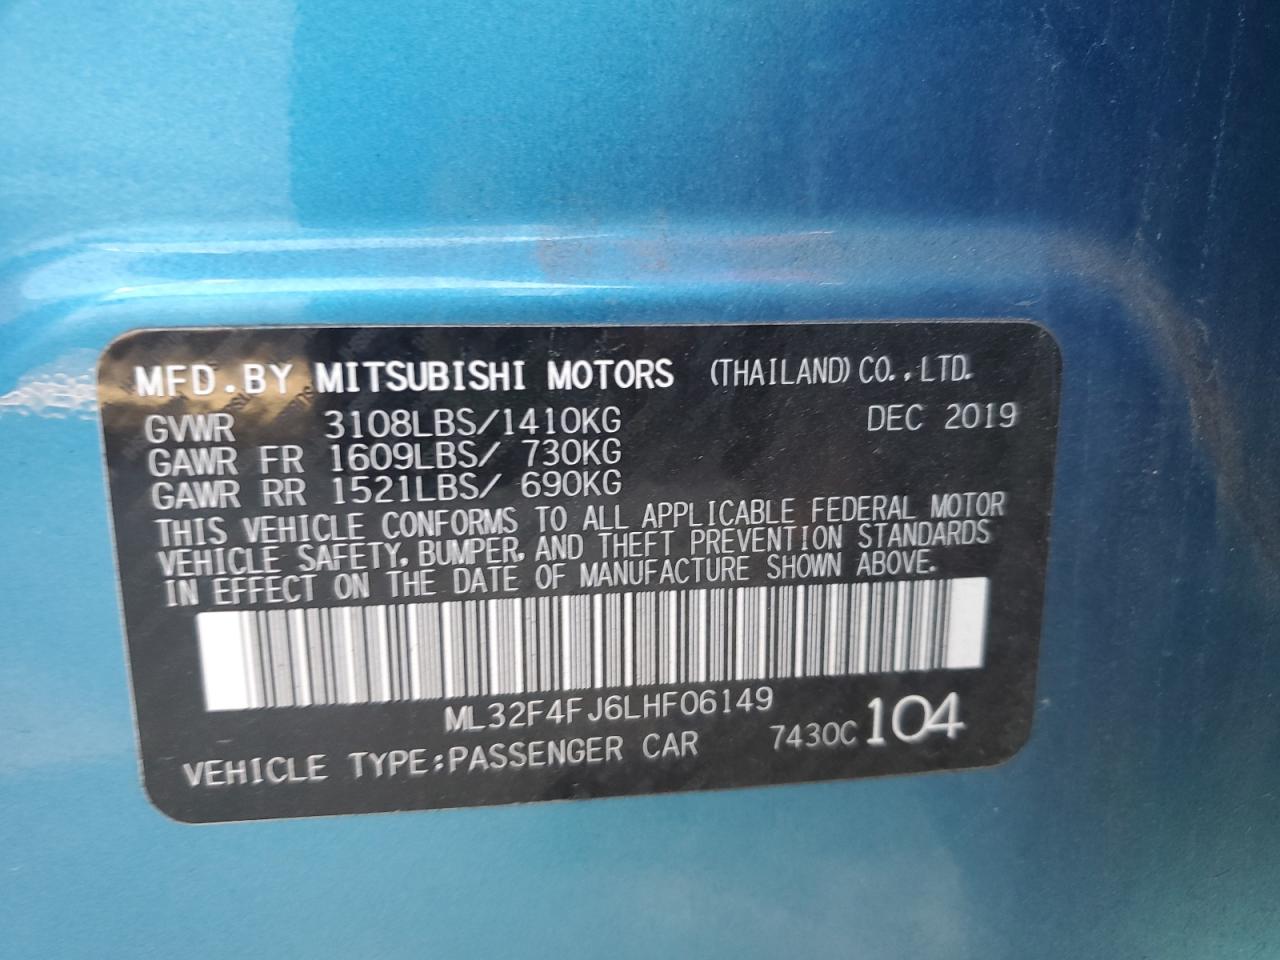 MFD.BY MITSUBISHI MOTORS (THAILAND) CO.,LTD.
GVWR 3108LBS/1410KG DEC 2019
GAWR FR 1609LBS/ 730KG
GAWR RR 1521LBS/ 690KG
THIS VEHICLE CONFORMS TO ALL APPLICABLE FEDERAL MOTOR
VEHICLE SAFETY, BUMPER, AND THEFT PREVENTION STANDARDS
IN EFFECT ON THE DATE OF MANUFACTURE SHOWN ABOVE.
ML32F4FJ6LHF06149
VEHICLE TYPE:PASSENGER CAR 7430C 104